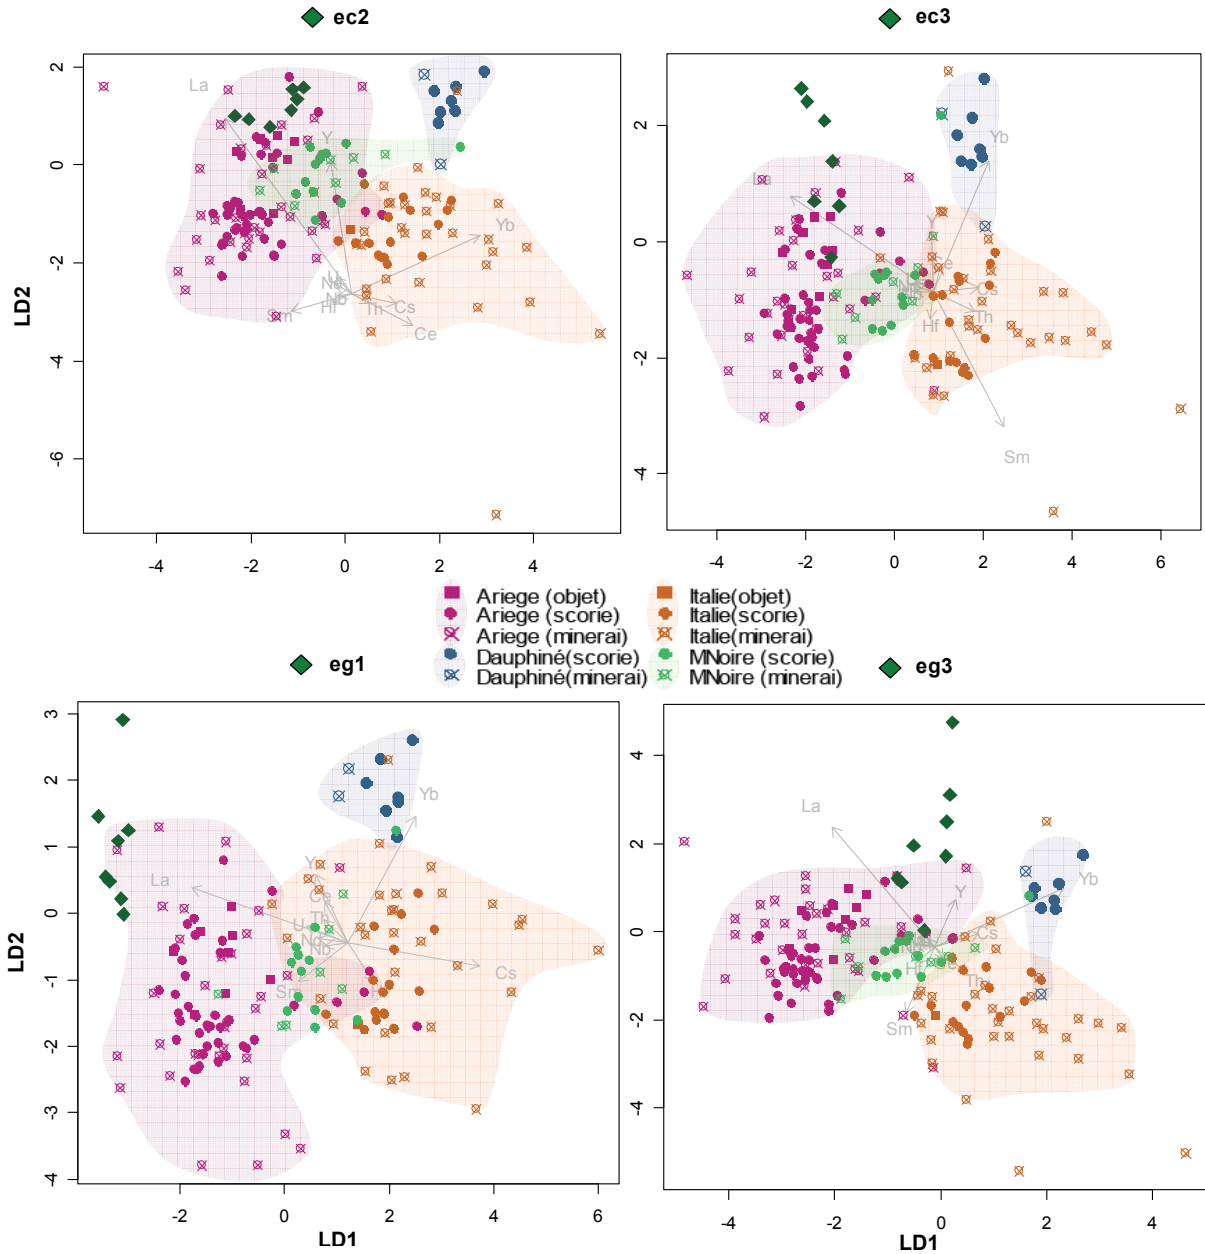 ec2
ec3
2
0
-2
-4
-6
LD2
La
Y
Yb
Sm
Hf
Nb
Th
Cs
Ce
-4
-2
0
2
4
2
0
-2
-4
La
Yb
Y
Ce
Cs
Th
Hf
Sm
-4
-2
0
2
4
6
Ariege (objet)
Ariege (scorie)
Ariege (minerai)
Dauphiné(scorie)
Dauphiné(minerai)
Italie(objet)
Italie(scorie)
Italie(minerai)
MNoire (scorie)
MNoire (minerai)
eg1
eg3
3
2
1
0
-1
-2
-3
-4
LD2
La
Y
Ce
Th
U
Sm
Yb
Cs
-2
0
2
4
6
LD1
4
2
0
-2
-4
La
Y
Yb
Cs
Hf
Th
Sm
-4
-2
0
2
4
LD1